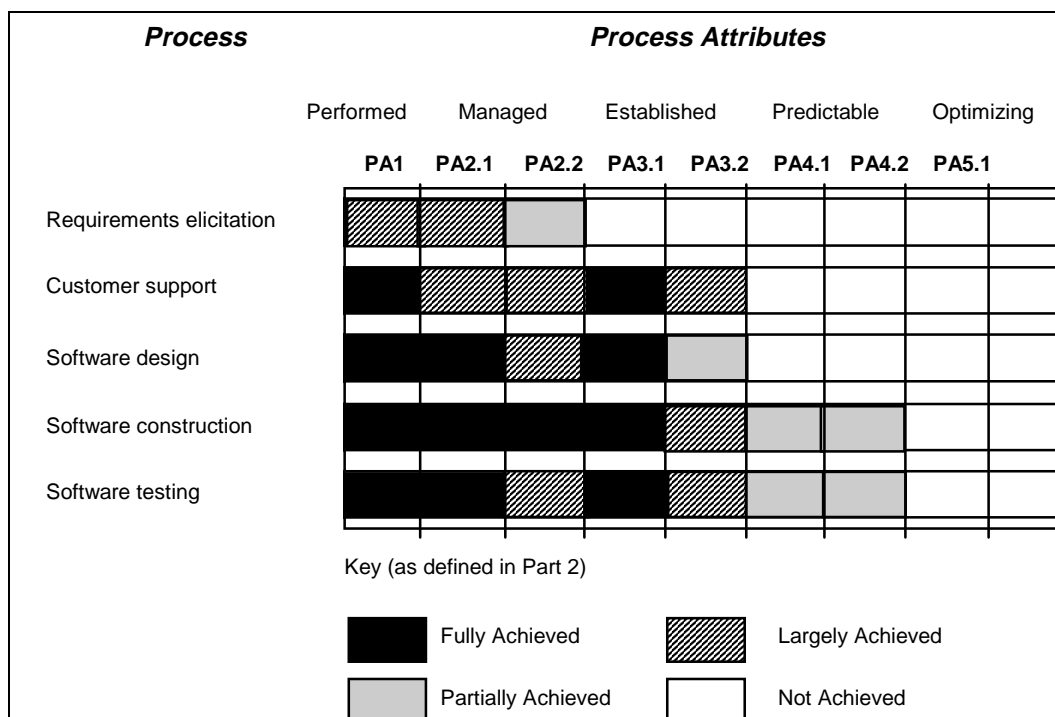 Process Process Attributes
Performed Managed Established Predictable Optimizing
PA1 PA2.1 PA2.2 PA3.1 PA3.2 PA4.1 PA4.2 PA5.1
Requirements elicitation
Customer support
Software design
Software construction
Software testing
Key (as defined in Part 2)
Fully Achieved Largely Achieved
Partially Achieved Not Achieved